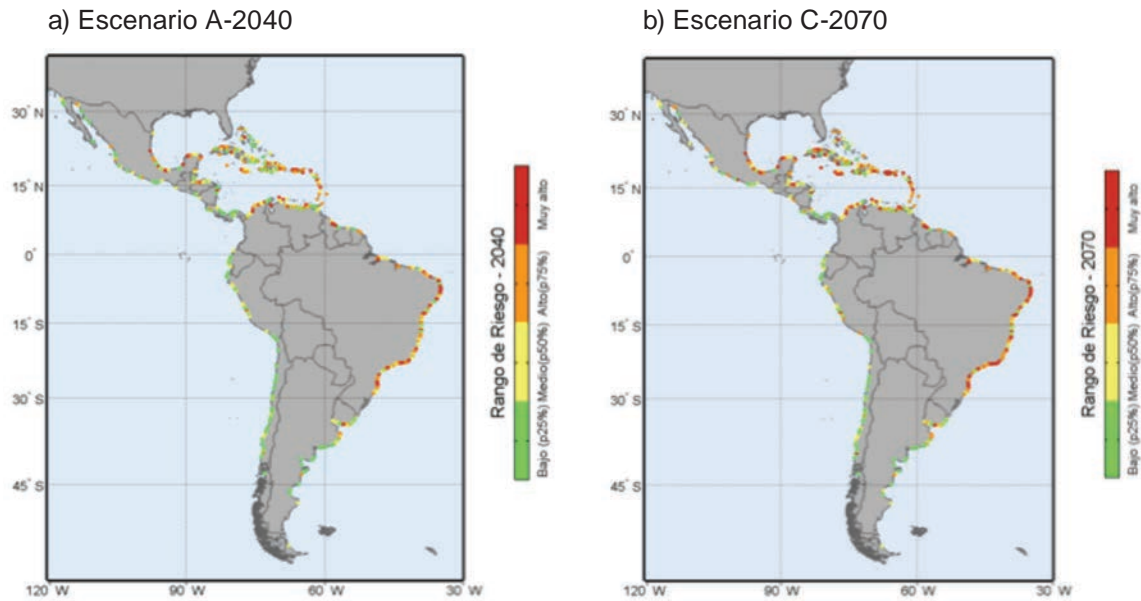 a) Escenario A-2040
b) Escenario C-2070
30° N
15° N
0°
15° S
30° S
45° S
120° W
90° W
60° W
30° W
Rango de Riesgo - 2040
Bajo (p25%) Medio(p50%) Alto(p75%) Muy alto
30° N
15° N
0°
15° S
30° S
45° S
120° W
90° W
60° W
30° W
Rango de Riesgo - 2070
Bajo (p25%) Medio(p50%) Alto(p75%) Muy alto